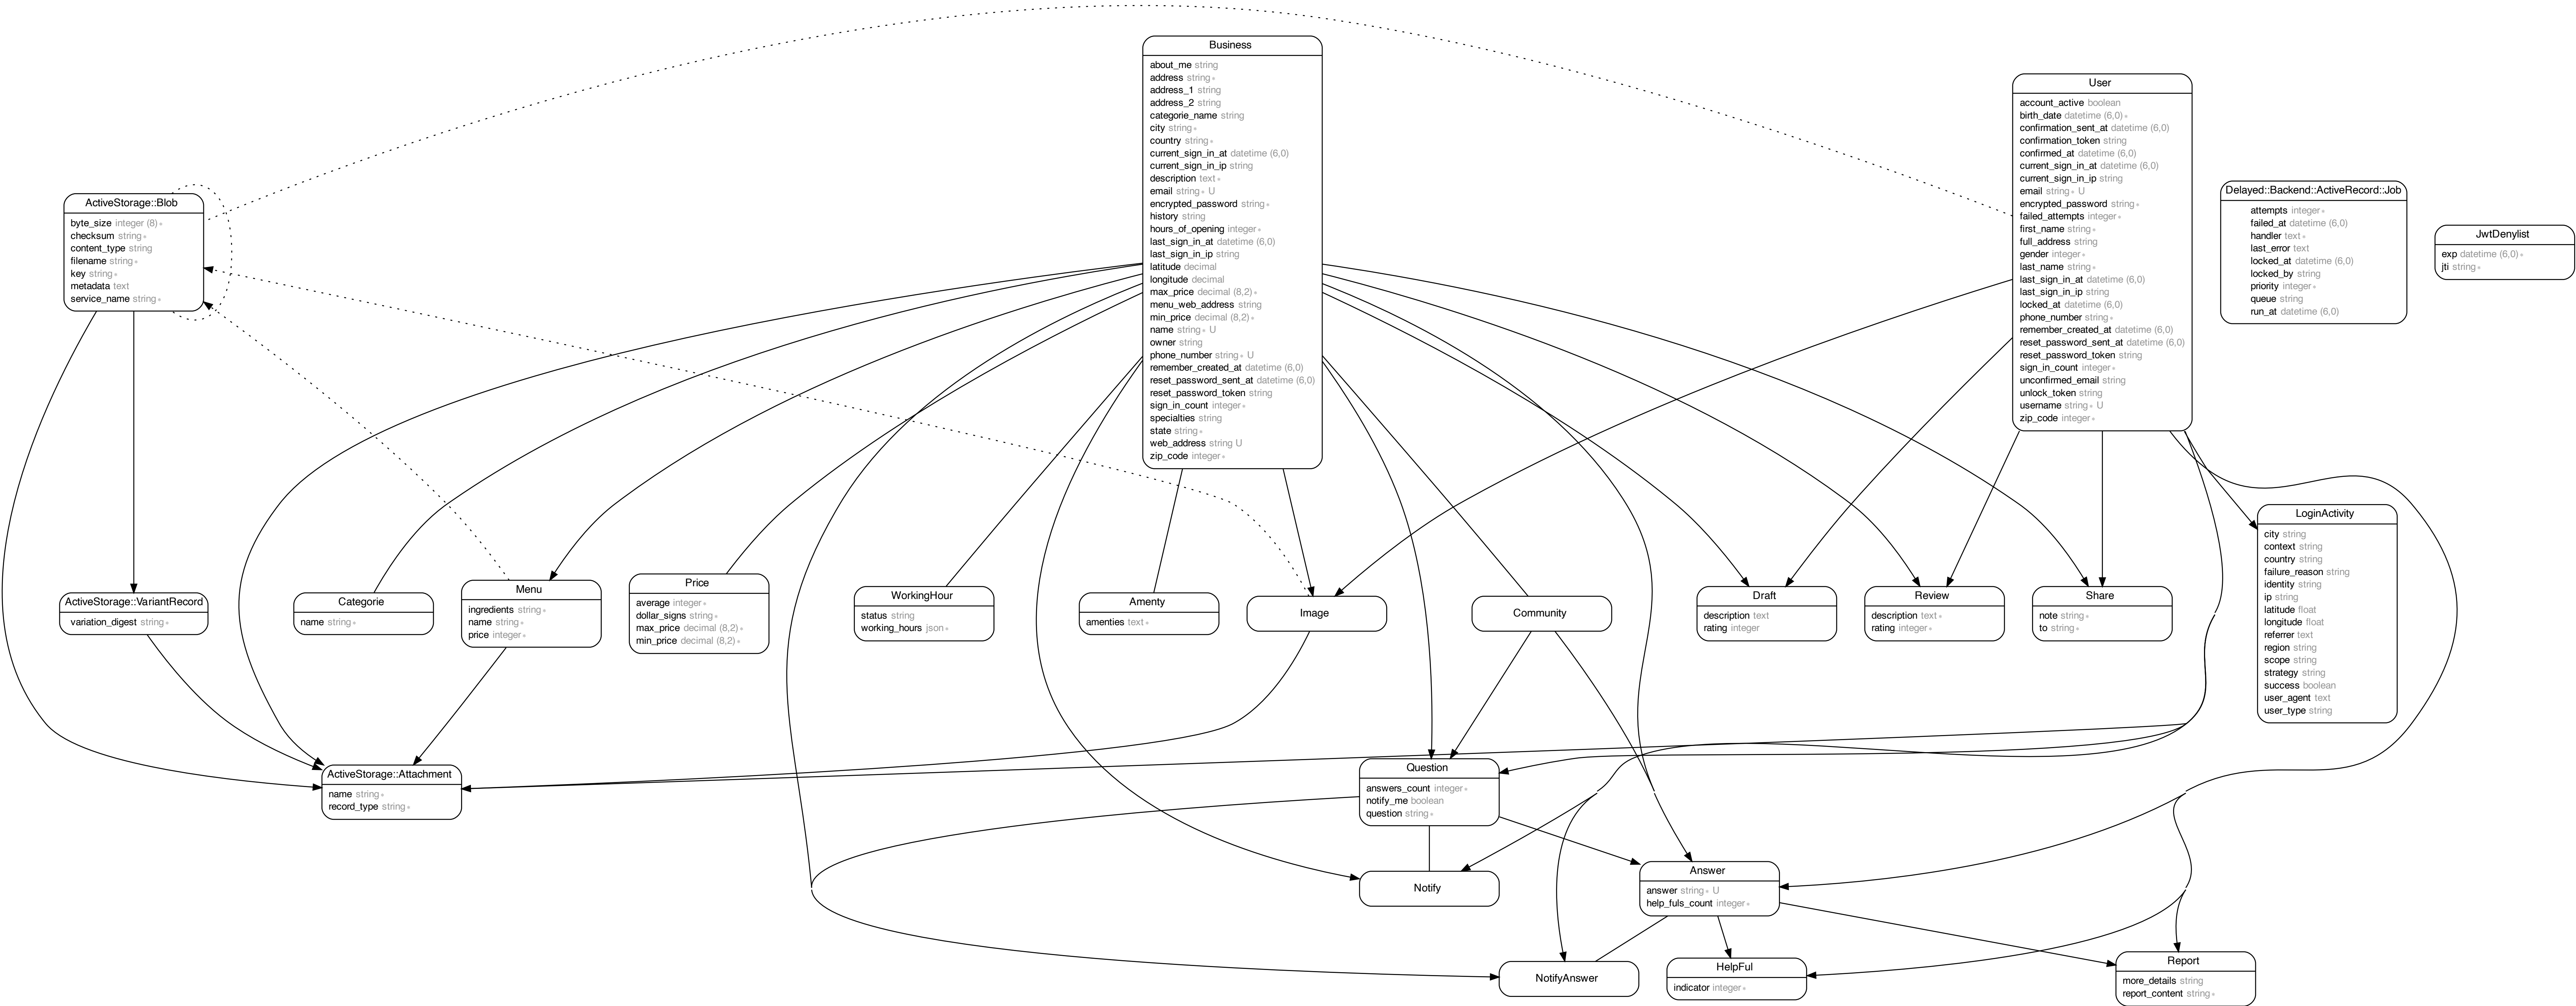 Business
about_me string
address string *
address_1 string
address_2 string
categorie_name string
city string *
country string *
current_sign_in_at datetime (6,0)
current_sign_in_ip string
description text *
email string * U
encrypted_password string *
history string
hours_of_opening integer *
last_sign_in_at datetime (6,0)
last_sign_in_ip string
latitude decimal
longitude decimal
max_price decimal (8,2) *
menu_web_address string
min_price decimal (8,2) *
name string * U
owner string
phone_number string * U
remember_created_at datetime (6,0)
reset_password_sent_at datetime (6,0)
reset_password_token string
sign_in_count integer *
specialties string
state string *
web_address string U
zip_code integer *
User
account_active boolean
birth_date datetime (6,0) *
confirmation_sent_at datetime (6,0)
confirmation_token string
confirmed_at datetime (6,0)
current_sign_in_at datetime (6,0)
current_sign_in_ip string
email string * U
encrypted_password string *
failed_attempts integer *
first_name string *
full_address string
gender integer *
last_name string *
last_sign_in_at datetime (6,0)
last_sign_in_ip string
locked_at datetime (6,0)
phone_number string *
remember_created_at datetime (6,0)
reset_password_sent_at datetime (6,0)
reset_password_token string
sign_in_count integer *
unconfirmed_email string
unlock_token string
username string * U
zip_code integer *
Delayed::Backend::ActiveRecord::Job
attempts integer *
failed_at datetime (6,0)
handler text *
last_error text
locked_at datetime (6,0)
locked_by string
priority integer *
queue string
run_at datetime (6,0)
JwtDenylist
exp datetime (6,0) *
jti string *
ActiveStorage::Blob
byte_size integer (8) *
checksum string *
content_type string
filename string *
key string *
metadata text
service_name string *
ActiveStorage::VariantRecord
variation_digest string *
Categorie
name string *
Menu
ingredients string *
name string *
price integer *
Price
average integer *
dollar_signs string *
max_price decimal (8,2) *
min_price decimal (8,2) *
WorkingHour
status string
working_hours json *
Amenty
amenties text *
Image
Community
Draft
description text
rating integer
Review
description text *
rating integer *
Share
note string *
to string *
LoginActivity
city string
context string
country string
failure_reason string
identity string
ip string
latitude float
longitude float
referrer text
region string
scope string
strategy string
success boolean
user_agent text
user_type string
ActiveStorage::Attachment
name string *
record_type string *
Question
answers_count integer *
notify_me boolean
question string *
Notify
Answer
answer string * U
help_fuls_count integer *
NotifyAnswer
HelpFul
indicator integer *
Report
more_details string
report_content string *